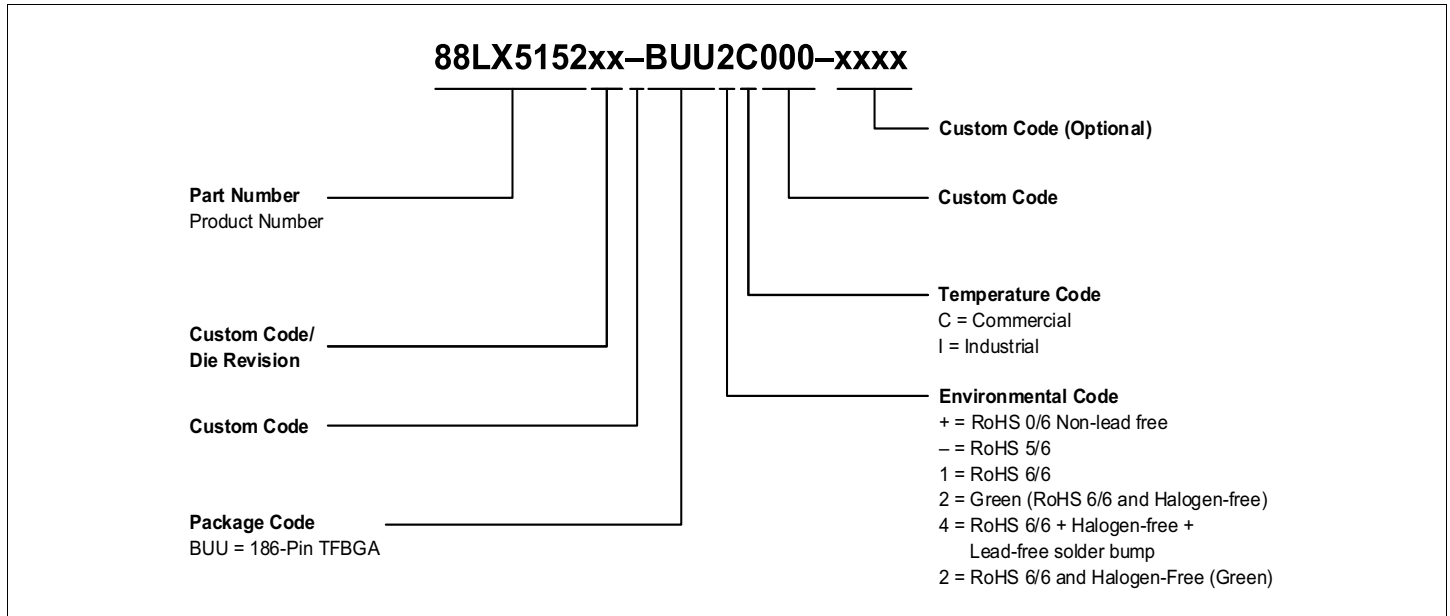 88LX5152xx–BUU2C000–xxxx
Custom Code (Optional)
Part Number
Product Number
Custom Code
Temperature Code
C = Commercial
I = Industrial
Custom Code/
Die Revision
Environmental Code
+ = RoHS 0/6 Non-lead free
– = RoHS 5/6
1 = RoHS 6/6
2 = Green (RoHS 6/6 and Halogen-free)
4 = RoHS 6/6 + Halogen-free +
Lead-free solder bump
2 = RoHS 6/6 and Halogen-Free (Green)
Custom Code
Package Code
BUU = 186-Pin TFBGA